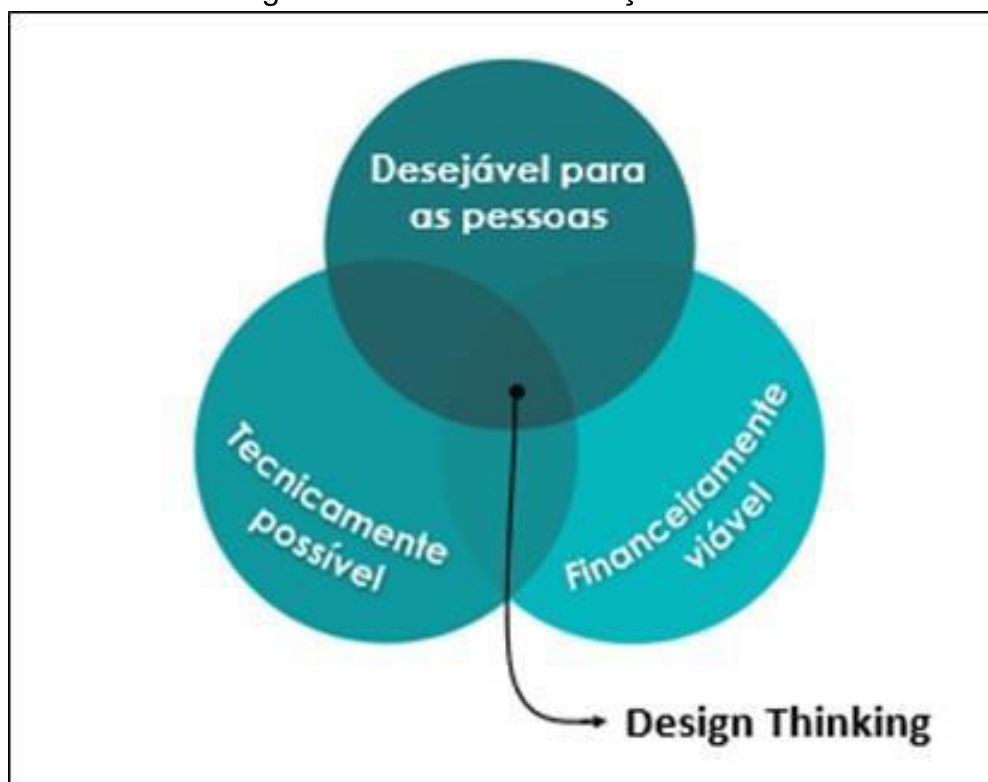 Desejável para
as pessoas
Tecnicamente
possível
Financeiramente
viável
Design Thinking